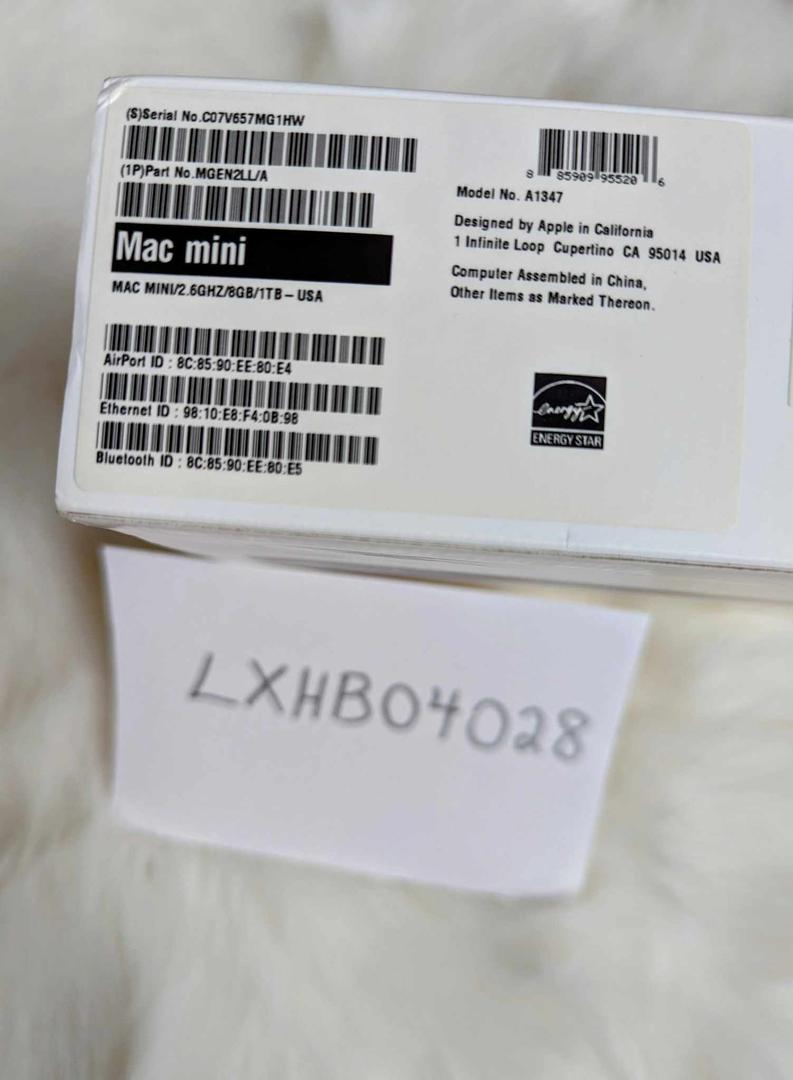 (S)Serial No.C07V657MG1HW
(1P)Part No.MGEN2LL/A
Mac mini
MAC MINI/2.6GHZ/8GB/1TB – USA
AirPort ID : 8C:85:90:EE:80:E4
Ethernet ID : 98:10:E8:F4:0B:98
Bluetooth ID : 8C:85:90:EE:80:E5
8 85909 95520 6
Model No. A1347
Designed by Apple in California
1 Infinite Loop Cupertino CA 95014 USA
Computer Assembled in China,
Other Items as Marked Thereon.
energy
ENERGY STAR
LXHB04028